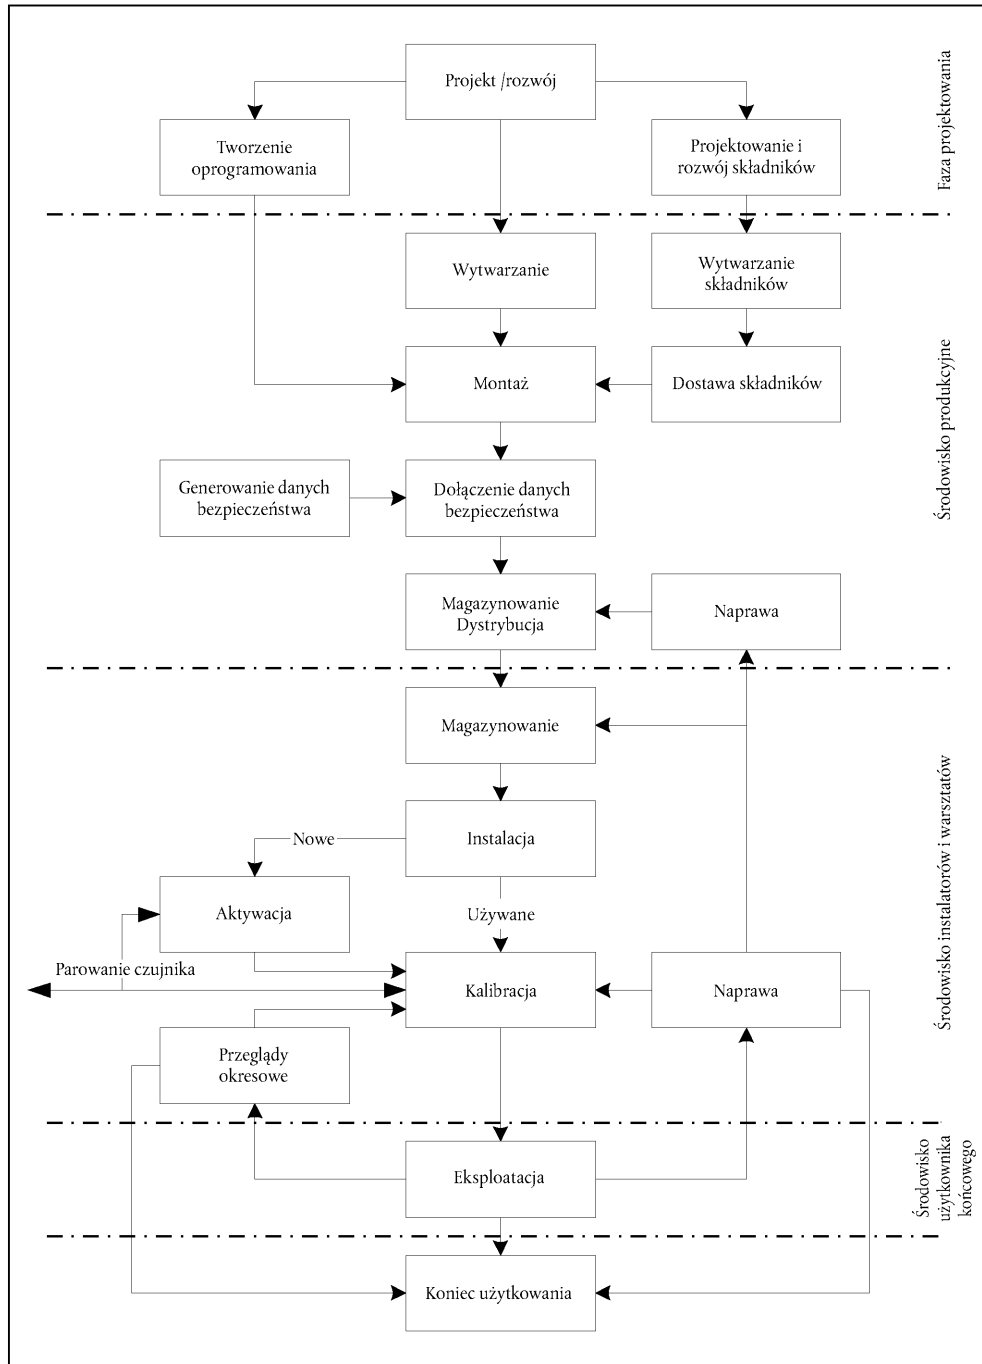 Projekt /rozwój
Tworzenie
oprogramowania
Projektowanie i
rozwój składników
Faza projektowania
Wytwarzanie
Wytwarzanie
składników
Montaż
Dostawa składników
Generowanie danych
bezpieczeństwa
Dołączenie danych
bezpieczeństwa
Magazynowanie
Dystrybucja
Naprawa
Środowisko produkcyjne
Magazynowanie
Instalacja
Nowe
Aktywacja
Używane
Parowanie czujnika
Kalibracja
Naprawa
Przeglądy
okresowe
Środowisko instalatorów i warsztatów
Eksploatacja
Środowisko
użytkownika
końcowego
Koniec użytkowania